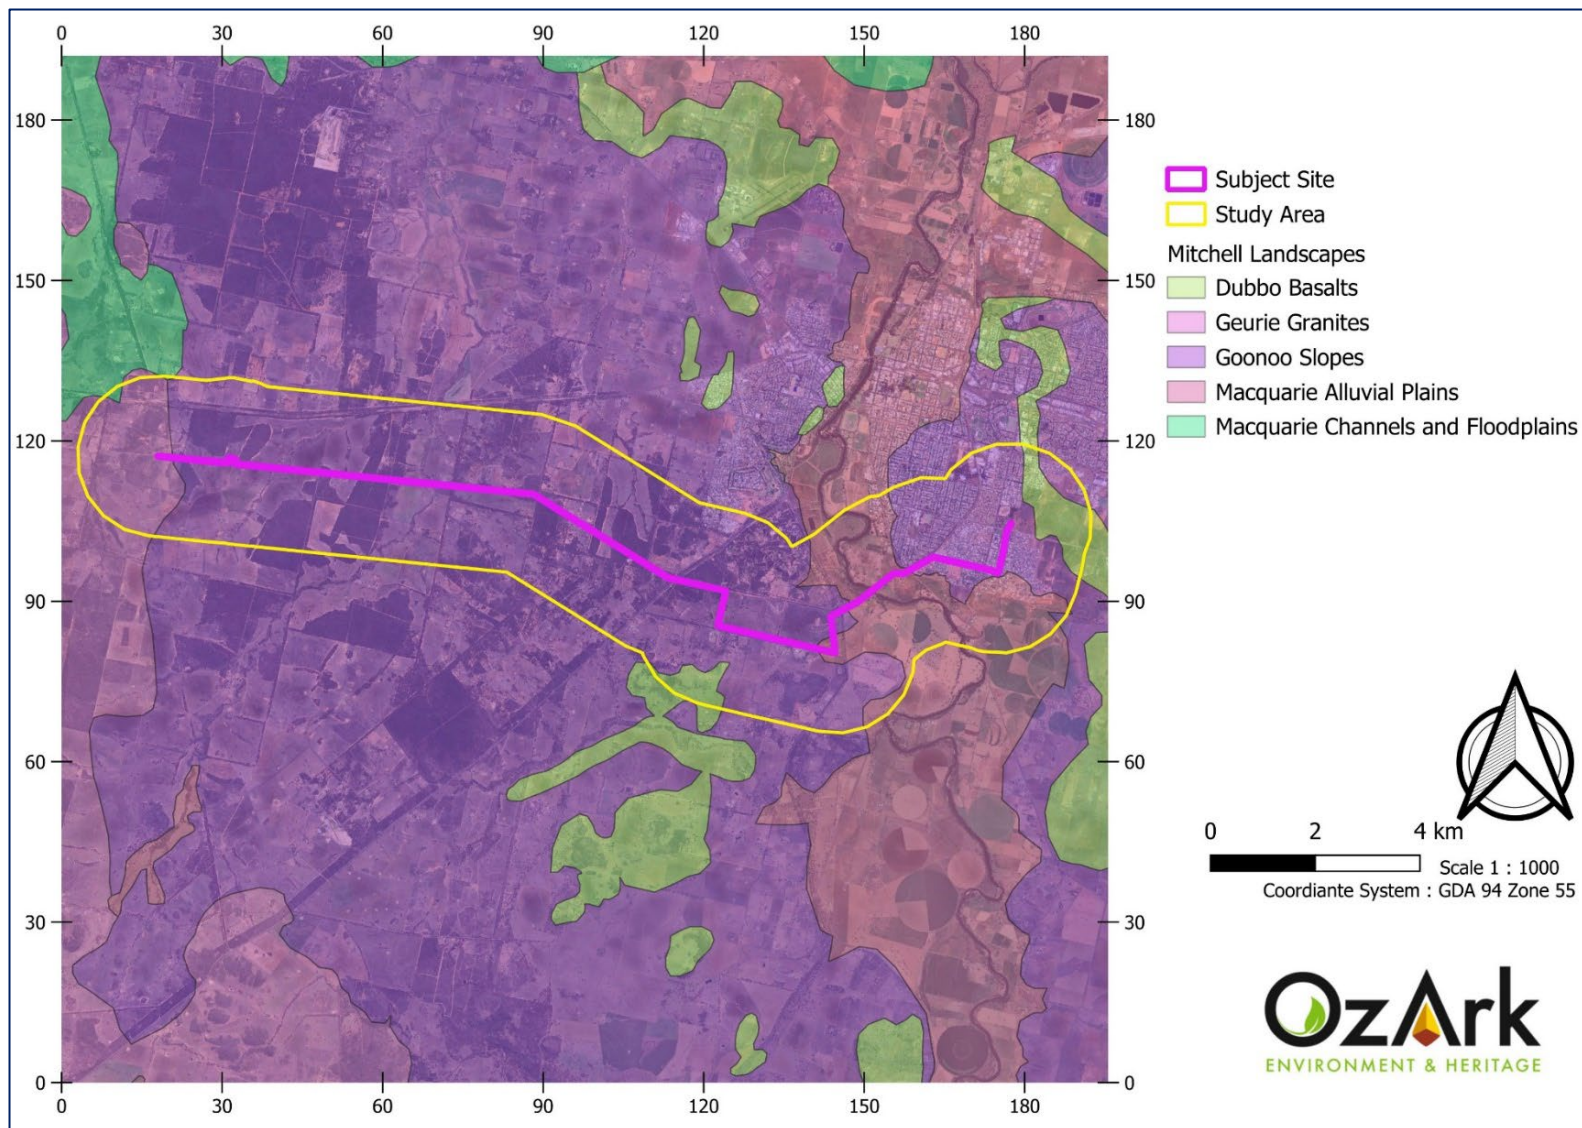 0 30 60 90 120 150 180
180 180
150 150
120 120
90 90
60 60
30 30
0 0
0 30 60 90 120 150 180
Subject Site
Study Area
Mitchell Landscapes
Dubbo Basalts
Geurie Granites
Goonoo Slopes
Macquarie Alluvial Plains
Macquarie Channels and Floodplains
0 2 4 km
Scale 1 : 1000
Coordiante System : GDA 94 Zone 55
OzArk
ENVIRONMENT & HERITAGE